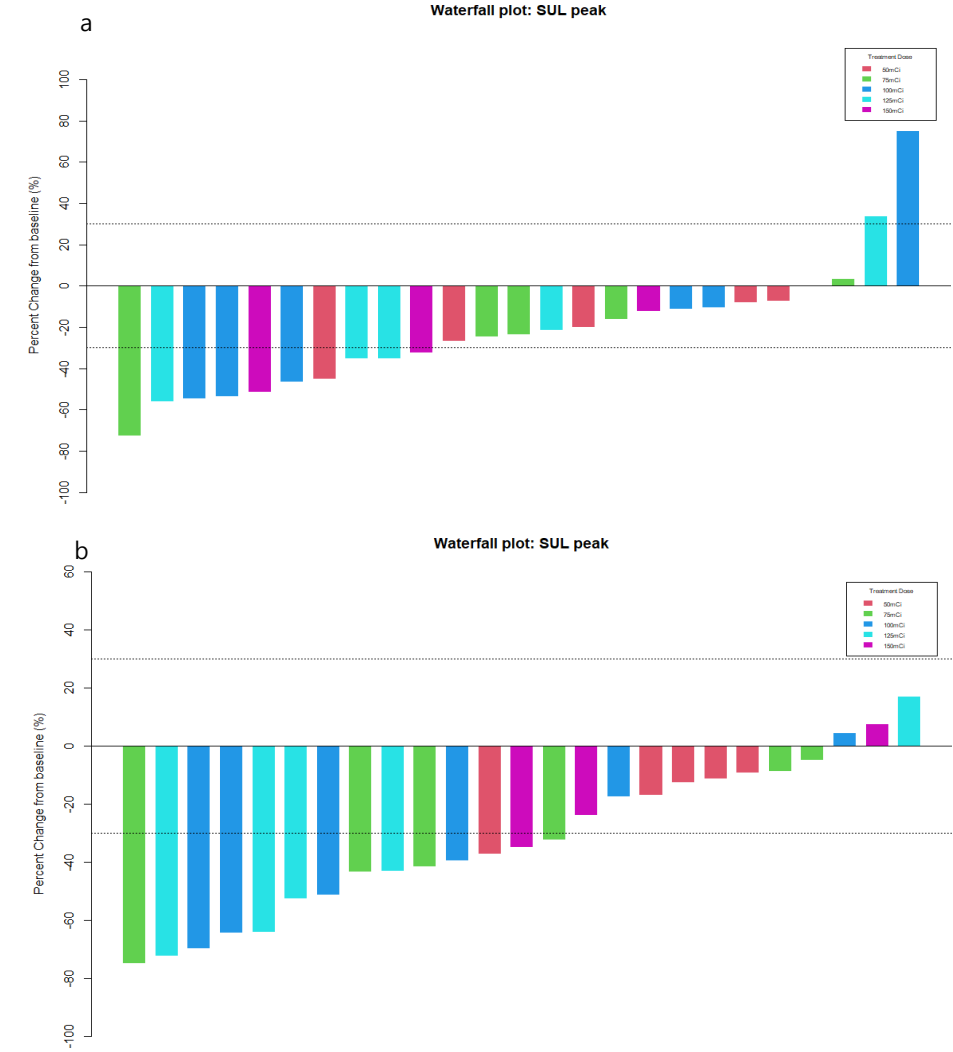 a
Waterfall plot: SUL peak
Treatment Dose
50mCi
75mCi
100mCi
125mCi
150mCi
Percent Change from baseline (%)
100
80
60
40
20
0
-20
-40
-60
-80
-100
b
Waterfall plot: SUL peak
Treatment Dose
50mCi
75mCi
100mCi
125mCi
150mCi
Percent Change from baseline (%)
60
40
20
0
-20
-40
-60
-80
-100